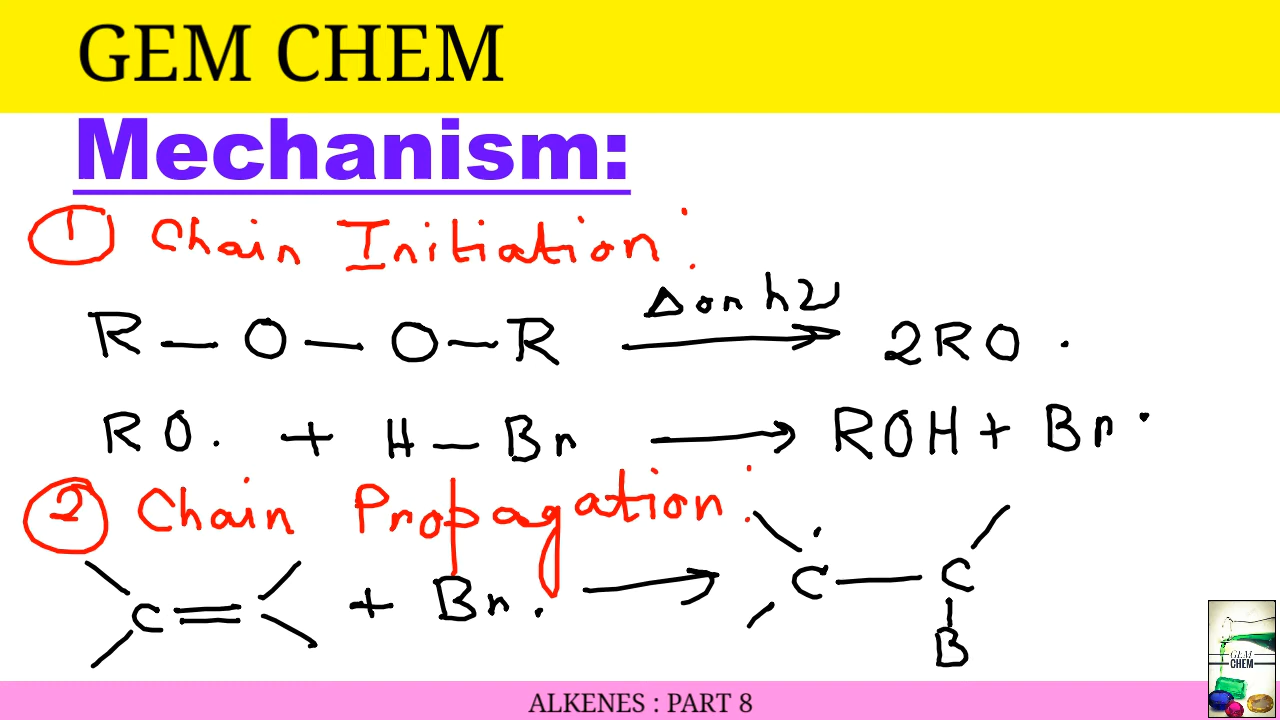 GEM CHEM
Mechanism:
1 Chain Initiation:
R — O — O — R ⟶ Δ or hν 2RO ·
RO· + H — Br ⟶ ROH + Br·
2 Chain Propagation:
C = + Br· ⟶ Ċ — C
B
GEM
CHEM
ALKENES : PART 8